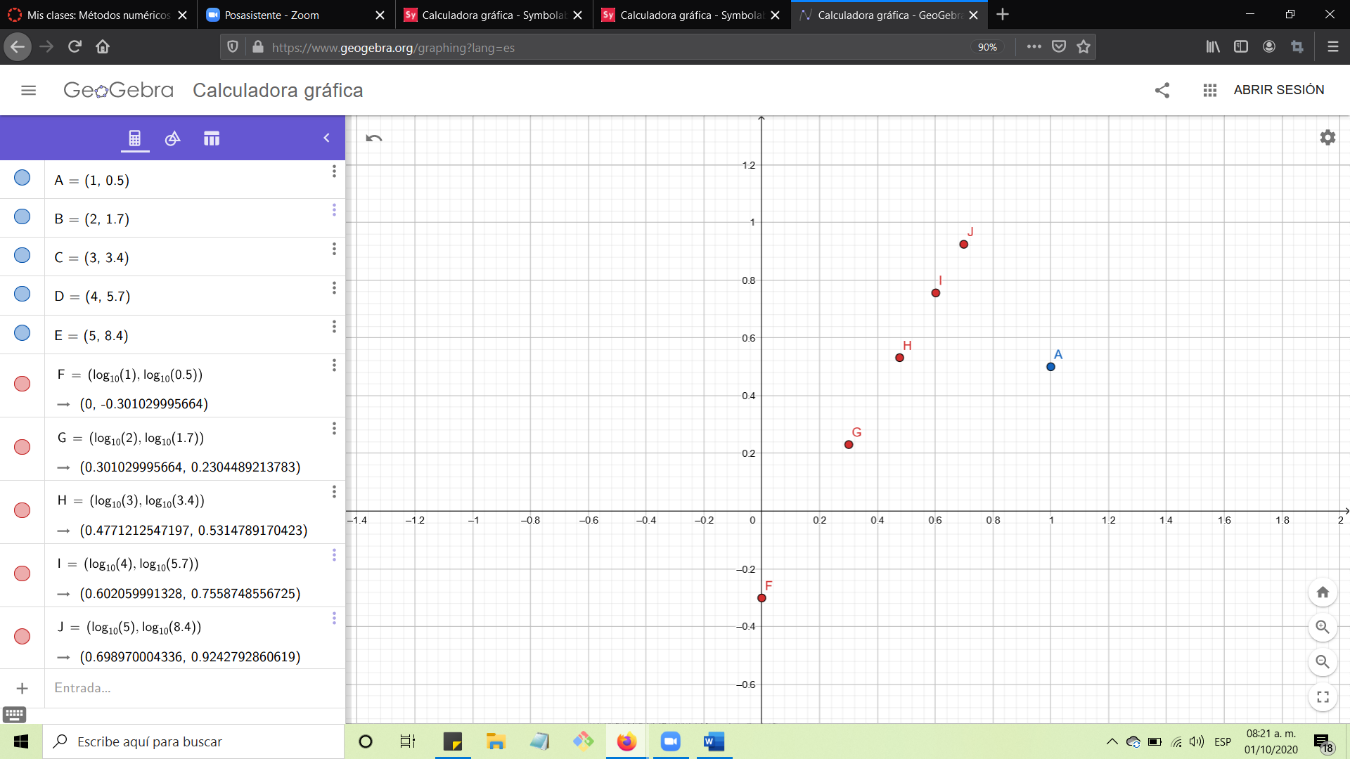 Mis clases: Métodos numéricos
Posasistente - Zoom
Sy Calculadora gráfica - Symbolab
Sy Calculadora gráfica - Symbolab
Calculadora gráfica - GeoGebra
https://www.geogebra.org/graphing?lang=es
90%
GeoGebra Calculadora gráfica
ABRIR SESIÓN
A = (1, 0.5)
B = (2, 1.7)
C = (3, 3.4)
D = (4, 5.7)
E = (5, 8.4)
F = (log₁₀(1), log₁₀(0.5))
→ (0, -0.301029995664)
G = (log₁₀(2), log₁₀(1.7))
→ (0.301029995664, 0.2304489213783)
H = (log₁₀(3), log₁₀(3.4))
→ (0.4771212547197, 0.5314789170423)
I = (log₁₀(4), log₁₀(5.7))
→ (0.602059991328, 0.7558748556725)
J = (log₁₀(5), log₁₀(8.4))
→ (0.698970004336, 0.9242792860619)
+ Entrada...
1.2
1
0.8
0.6
0.4
0.2
−0.2
−0.4
−0.6
−1.4 −1.2 −1 −0.8 −0.6 −0.4 −0.2 0 0.2 0.4 0.6 0.8 1 1.2 1.4 1.6 1.8 2
J
I
H
A
G
F
Escribe aquí para buscar
ESP
08:21 a. m.
01/10/2020
18